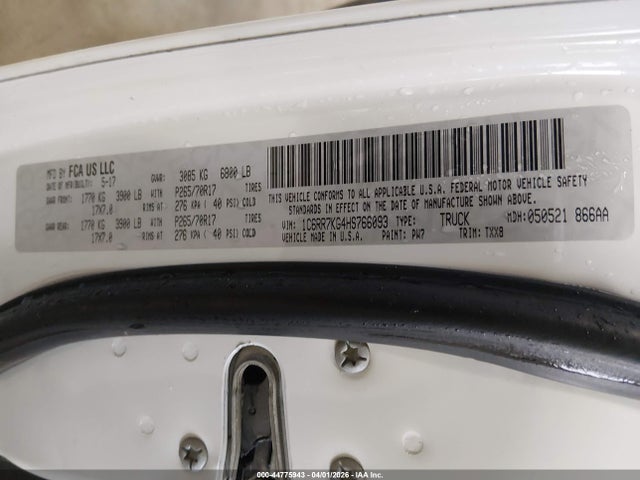 MFD BY FCA US LLC
DATE OF MFR/BUILT: 5-17 GVWR: 3085 KG 6800 LB
GAWR FRONT: 1770 KG 3900 LB WITH P265/70R17 TIRES
17X7.0 RIMS AT 276 KPA ( 40 PSI) COLD
GAWR REAR: 1770 KG 3900 LB WITH P265/70R17 TIRES
17X7.0 RIMS AT 276 KPA ( 40 PSI) COLD
THIS VEHICLE CONFORMS TO ALL APPLICABLE U.S.A. FEDERAL MOTOR VEHICLE SAFETY
STANDARDS IN EFFECT ON THE DATE OF MANUFACTURE SHOWN ABOVE.
VIN: 1C6RR7KG4HS766093 TYPE: TRUCK MDH: 050521 866AA
VEHICLE MADE IN: PAINT: PW7 TRIM: TXX8
000-44775943 - 04/01/2026 - IAA Inc.